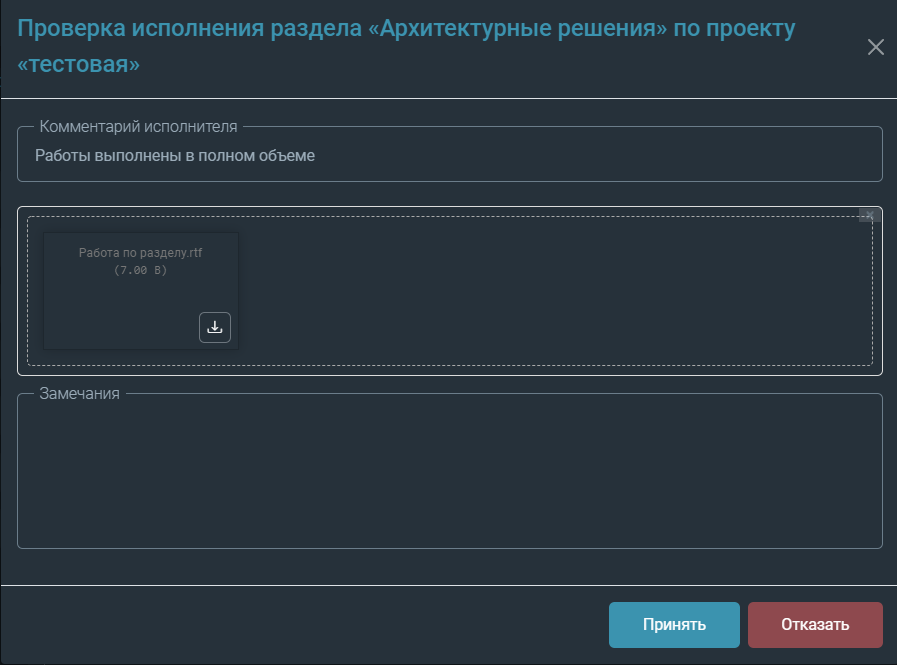 Проверка исполнения раздела «Архитектурные решения» по проекту
«тестовая»
Комментарий исполнителя
Работы выполнены в полном объеме
Работа по разделу.rtf
(7.00 B)
Замечания
Принять
Отказать